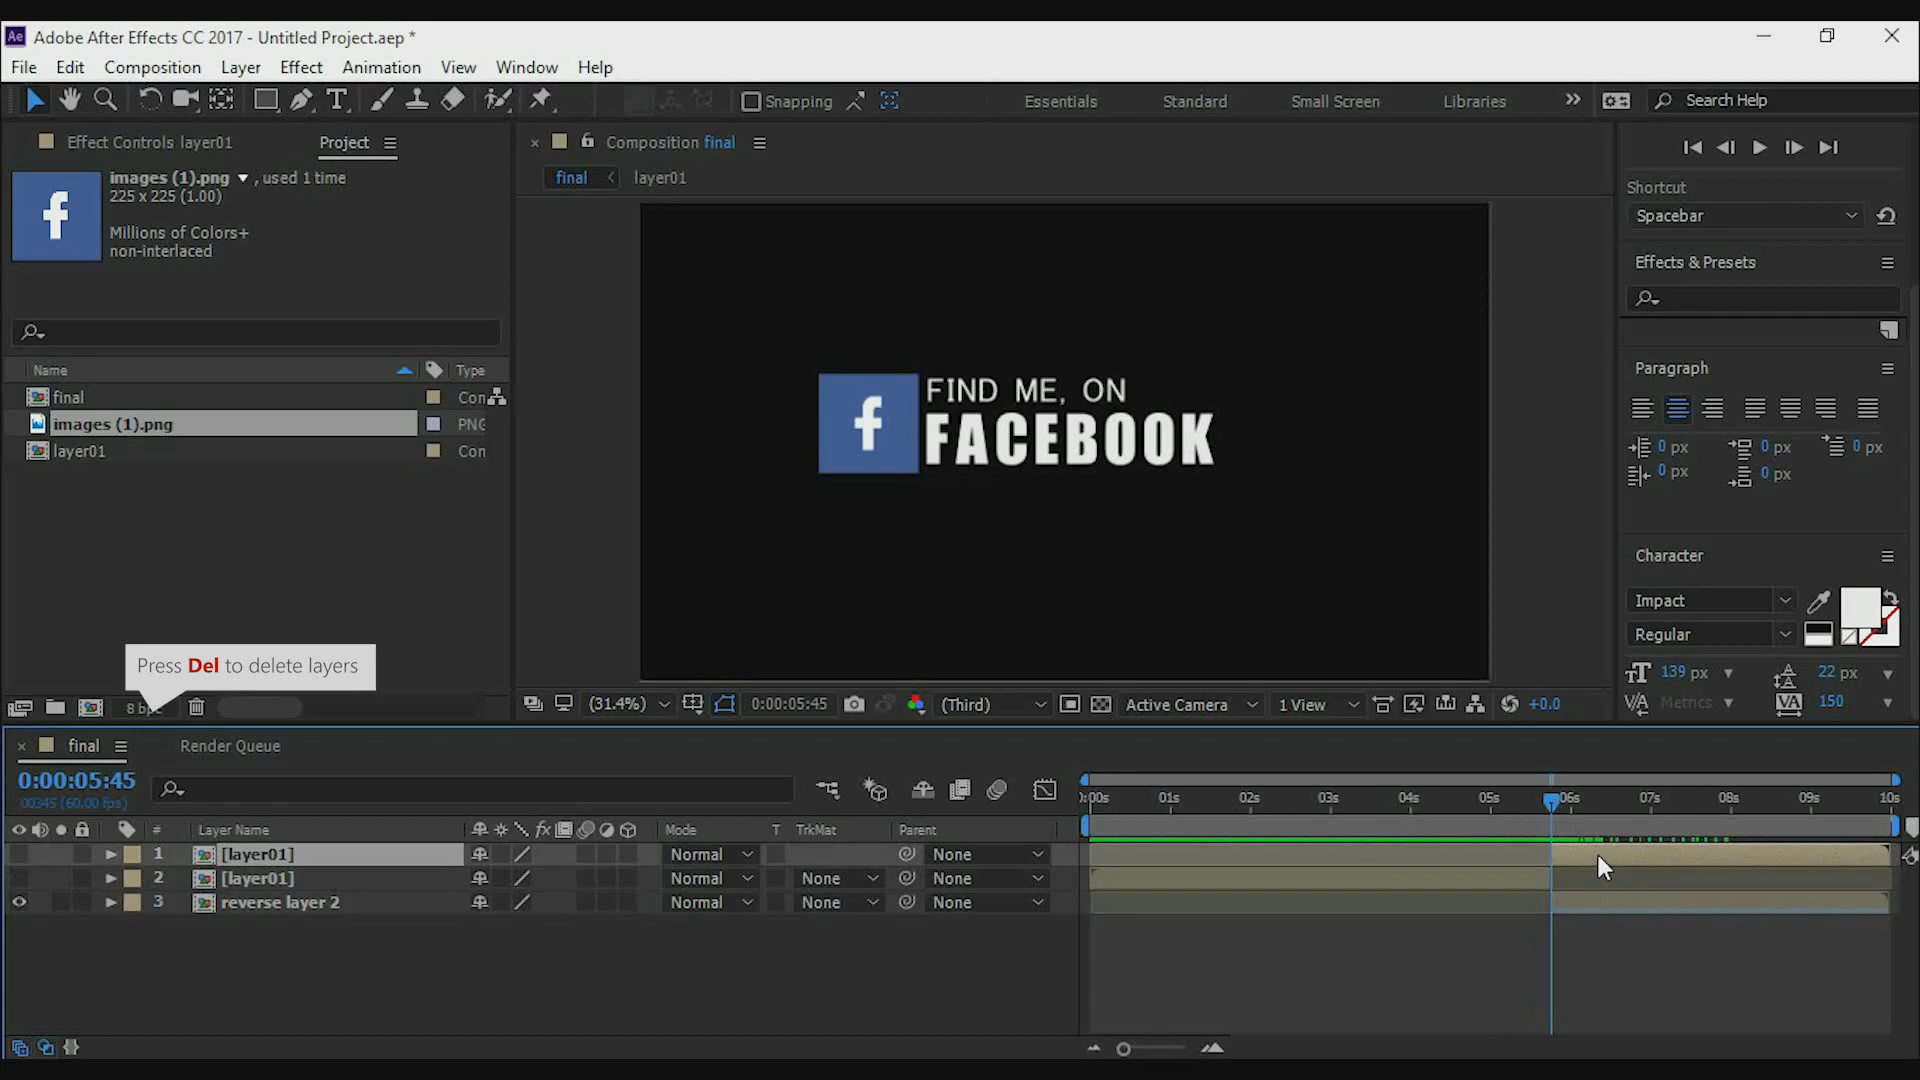 Ae Adobe After Effects CC 2017 - Untitled Project.aep *
File Edit Composition Layer Effect Animation View Window Help
Snapping Essentials Standard Small Screen Libraries Search Help
Effect Controls layer01 Project
images (1).png , used 1 time
225 x 225 (1.00)
Millions of Colors+
non-interlaced
Name Type
final Con
images (1).png PNG
layer01 Con
Press Del to delete layers
Composition final
final layer01
f FIND ME, ON
FACEBOOK
(31.4%) 0:00:05:45 (Third) Active Camera 1 View +0.0
Shortcut
Spacebar
Effects & Presets
Paragraph
0 px 0 px 0 px
0 px 0 px
Character
Impact
Regular
139 px 22 px
Metrics 150
final Render Queue
0:00:05:45
00345 (60.00 fps)
01s 02s 03s 04s 05s 06s 07s 08s 09s 10s
# Layer Name Mode T TrkMat Parent
1 [layer01] Normal None
2 [layer01] Normal None None
3 reverse layer 2 Normal None None